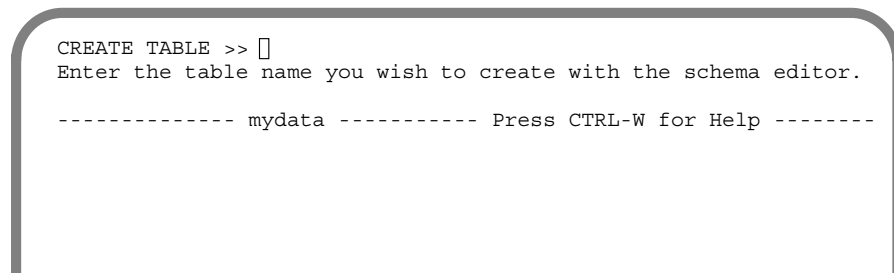 CREATE TABLE >>
Enter the table name you wish to create with the schema editor.
-------------- mydata ----------- Press CTRL-W for Help --------